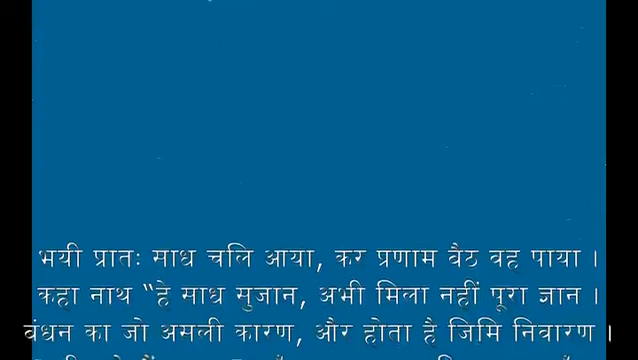 भयी प्रातः साध चलि आया, कर प्रणाम बैठ वह पाया ।
कहा नाथ “हे साध सुजान, अभी मिला नहीं पूरा ज्ञान ।
बंधन का जो असली कारण, और होता है जिमि निवारण ।